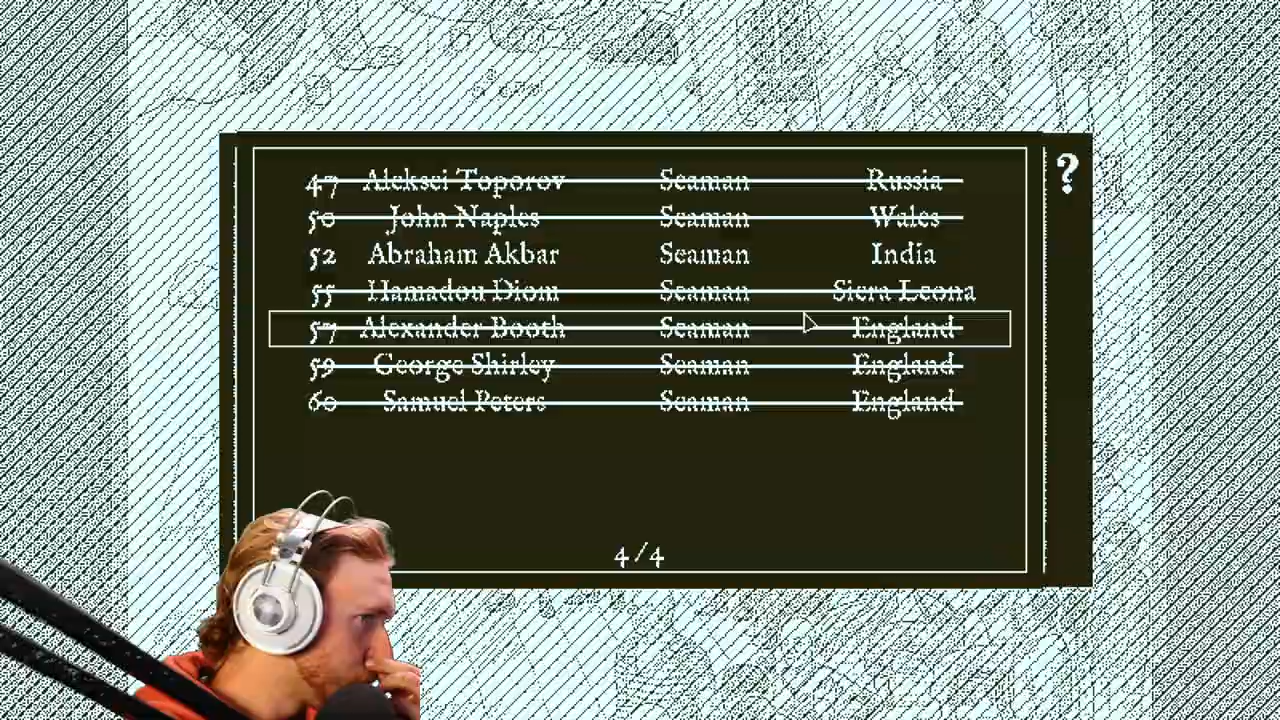 47 Aleksei Toporov Seaman Russia
50 John Naples Seaman Wales
52 Abraham Akbar Seaman India
55 Hamadou Diom Seaman Siera Leona
57 Alexander Booth Seaman England
59 George Shirley Seaman England
60 Samuel Peters Seaman England
4/4
?